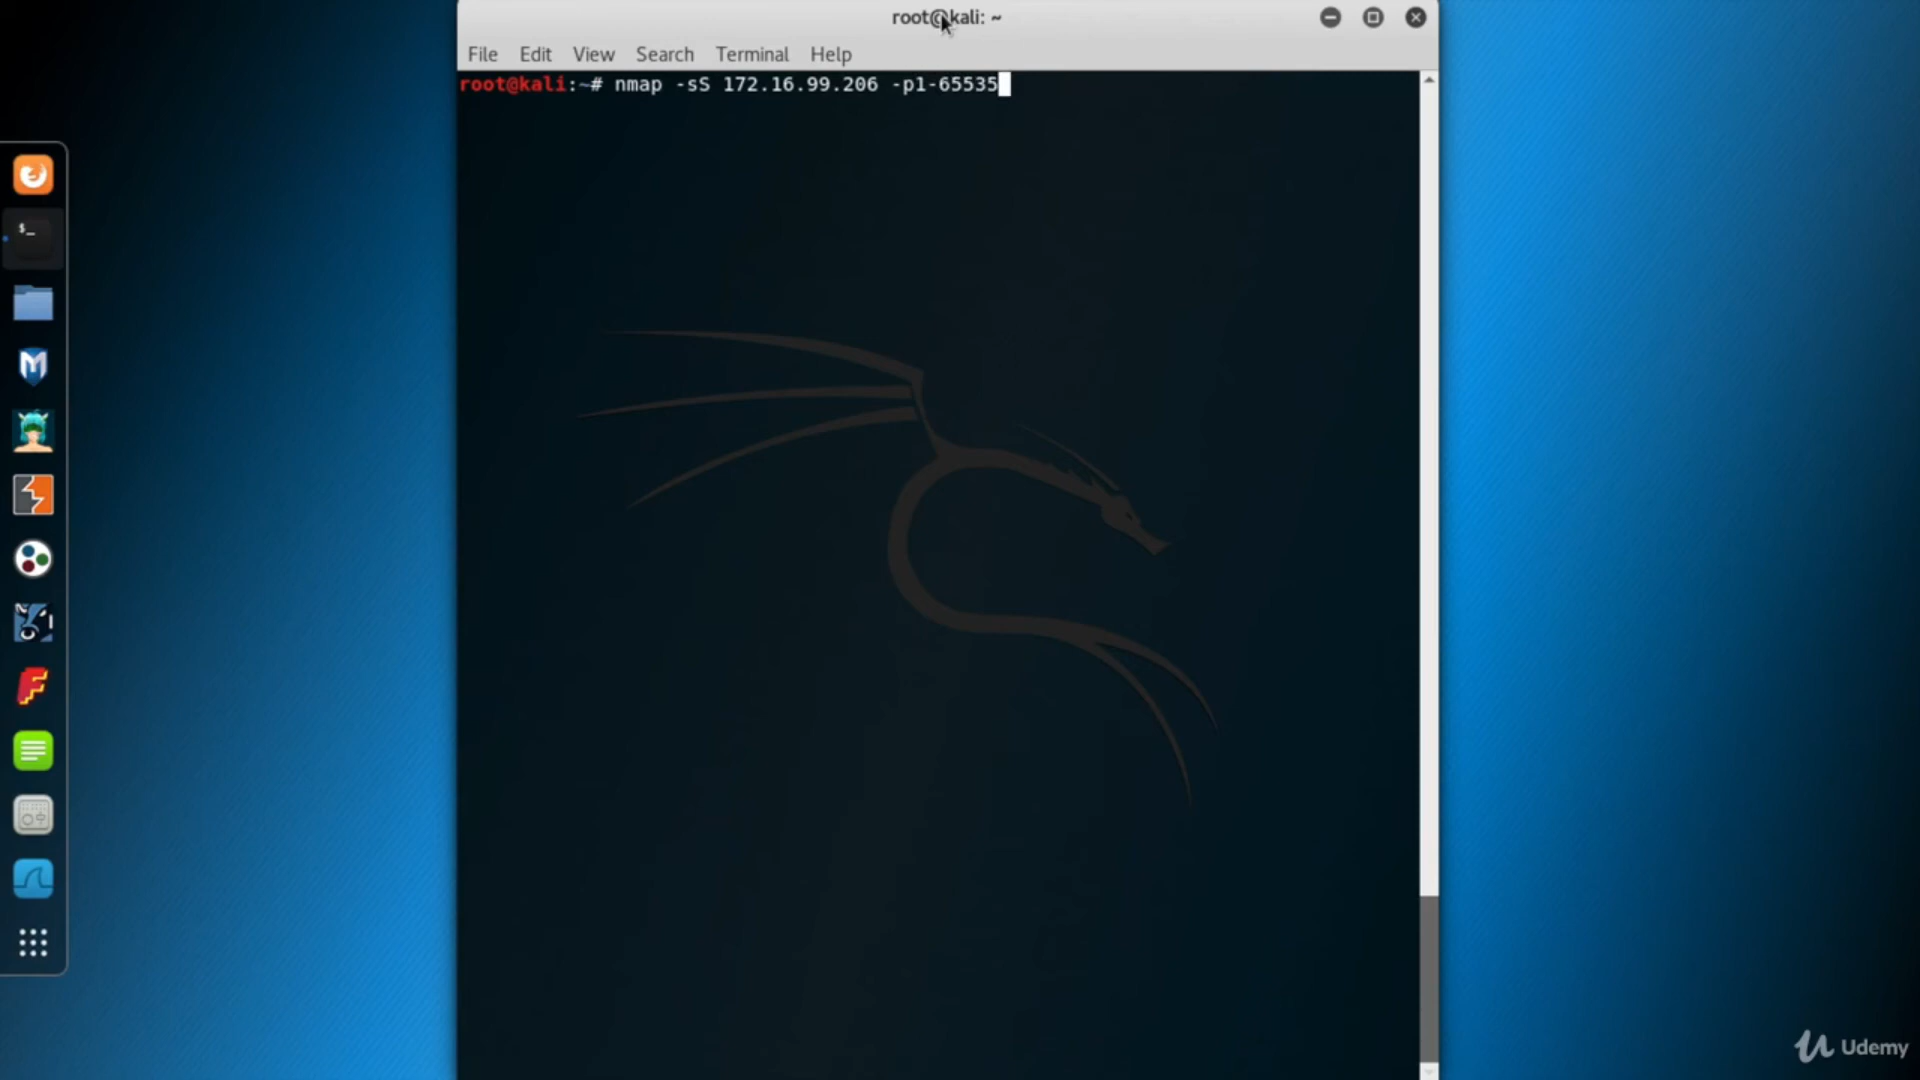 root@kali: ~
File Edit View Search Terminal Help
root@kali:~# nmap -sS 172.16.99.206 -p1-65535
$_
Udemy